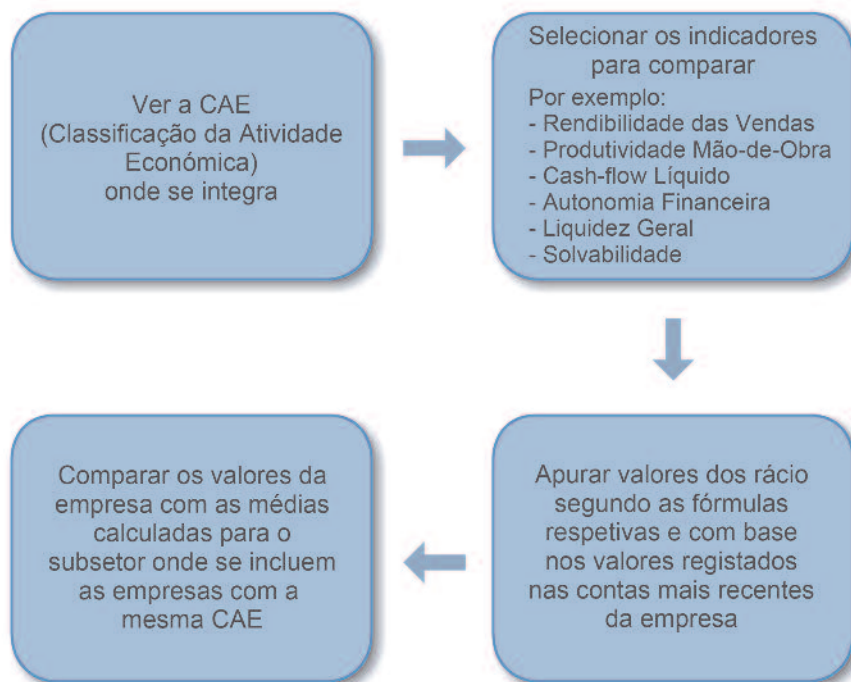 Ver a CAE
(Classificação da Atividade
Económica)
onde se integra
Selecionar os indicadores
para comparar
Por exemplo:
- Rendibilidade das Vendas
- Produtividade Mão-de-Obra
- Cash-flow Líquido
- Autonomia Financeira
- Liquidez Geral
- Solvabilidade
Apurar valores dos rácio
segundo as fórmulas
respetivas e com base
nos valores registados
nas contas mais recentes
da empresa
Comparar os valores da
empresa com as médias
calculadas para o
subsetor onde se incluem
as empresas com a
mesma CAE